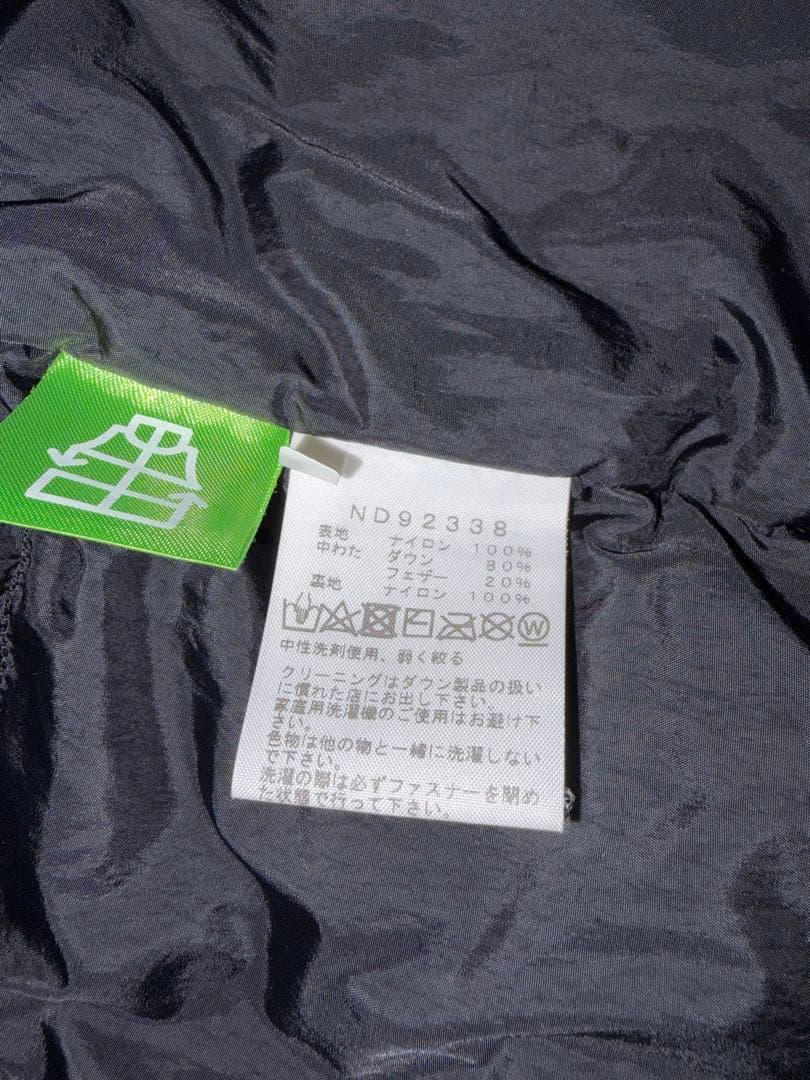 ND92338
表地 ナイロン 100%
中わた ダウン 80%
フェザー 20%
裏地 ナイロン 100%
W
中性洗剤使用、弱く絞る
クリーニングはダウン製品の扱い
に慣れた店にお出し下さい。
家庭用洗濯機のご使用はお避け下
さい。
色物は他の物と一緒に洗濯しない
で下さい。
洗濯の際は必ずファスナーを閉め
た状態で行って下さい。